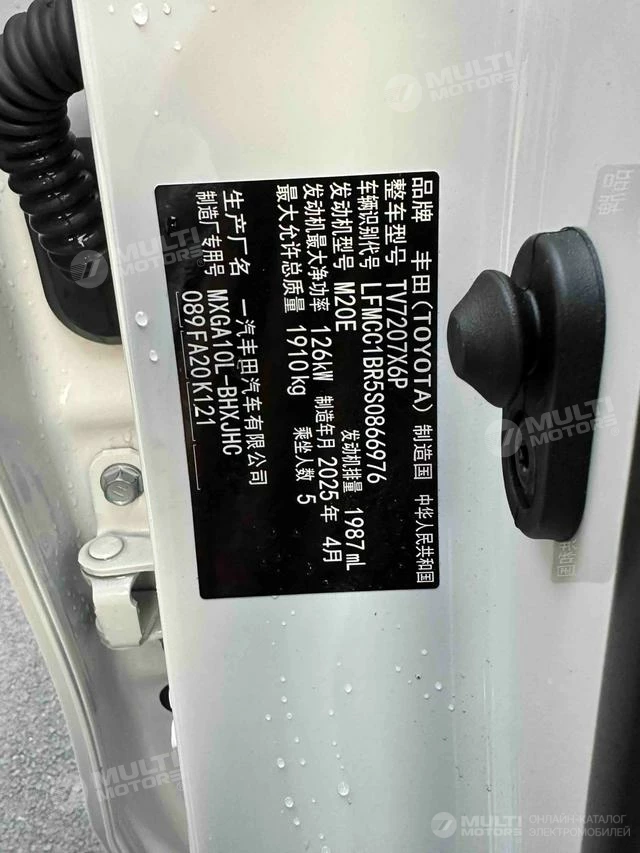 品牌 丰田(TOYOTA) 制造国 中华人民共和国
整车型号 TV7207X6P
车辆识别代号 LFMCC1BR5S0866976
发动机型号 M20E 发动机排量 1987mL
发动机最大净功率 126kW 制造年月 2025年 4月
最大允许总质量 1910kg 乘坐人数 5
生产厂名 一汽丰田汽车有限公司
制造厂专用号 MXGA10L-BHXJHC
089FA20K121
MULTI MOTORS
MULTI MOTORS
MULTI MOTORS
MULTI MOTORS
ОНЛАЙН-КАТАЛОГ
ЭЛЕКТРОМОБИЛЕЙ